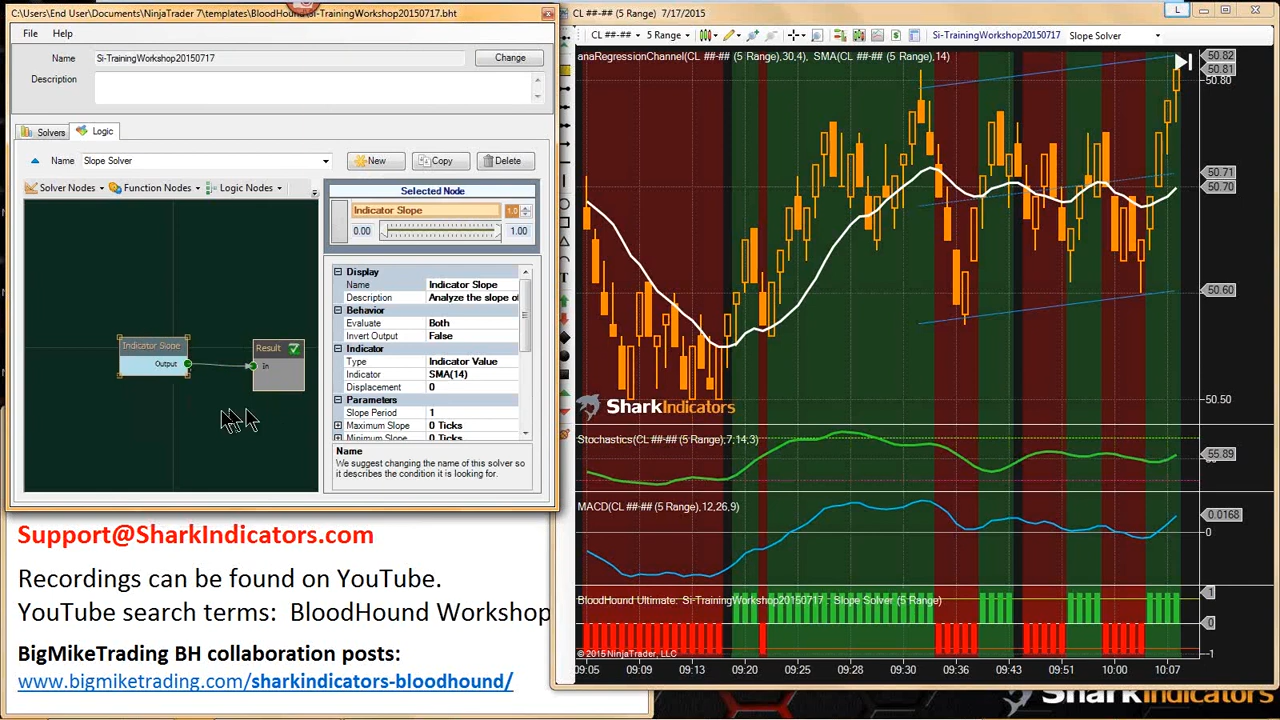 C:\Users\End User\Documents\NinjaTrader 7\templates\BloodHound\Si-TrainingWorkshop20150717.bht
File Help
Name Si-TrainingWorkshop20150717 Change
Description
Solvers Logic
Name Slope Solver New Copy Delete
Solver Nodes Function Nodes Logic Nodes
Selected Node
Indicator Slope 1.0
0.00 1.00
Indicator Slope
Output
Result
In
Display
Name Indicator Slope
Description Analyze the slope of
Behavior
Evaluate Both
Invert Output False
Indicator
Type Indicator Value
Indicator SMA(14)
Displacement 0
Parameters
Slope Period 1
Maximum Slope 0 Ticks
Minimum Slope 0 Ticks
Name
We suggest changing the name of this solver so
it describes the condition it is looking for.
Support@SharkIndicators.com
Recordings can be found on YouTube.
YouTube search terms: BloodHound Workshop
BigMikeTrading BH collaboration posts:
www.bigmiketrading.com/sharkindicators-bloodhound/
CL ##-## (5 Range) 7/17/2015
L
CL ##-## 5 Range Si-TrainingWorkshop20150717 Slope Solver
anaRegressionChannel(CL ##-## (5 Range),30,4), SMA(CL ##-## (5 Range),14)
50.82
50.81
50.80
50.71
50.70
50.60
50.50
SharkIndicators
Stochastics(CL ##-## (5 Range),7,14,3)
55.89
MACD(CL ##-## (5 Range),12,26,9)
0.0168
0
BloodHound Ultimate: Si-TrainingWorkshop20150717 : Slope Solver (5 Range)
1
0
-1
© 2015 NinjaTrader, LLC
09:05 09:09 09:13 09:20 09:25 09:30 09:36 09:43 09:51 10:00 10:07
SharkIndicators